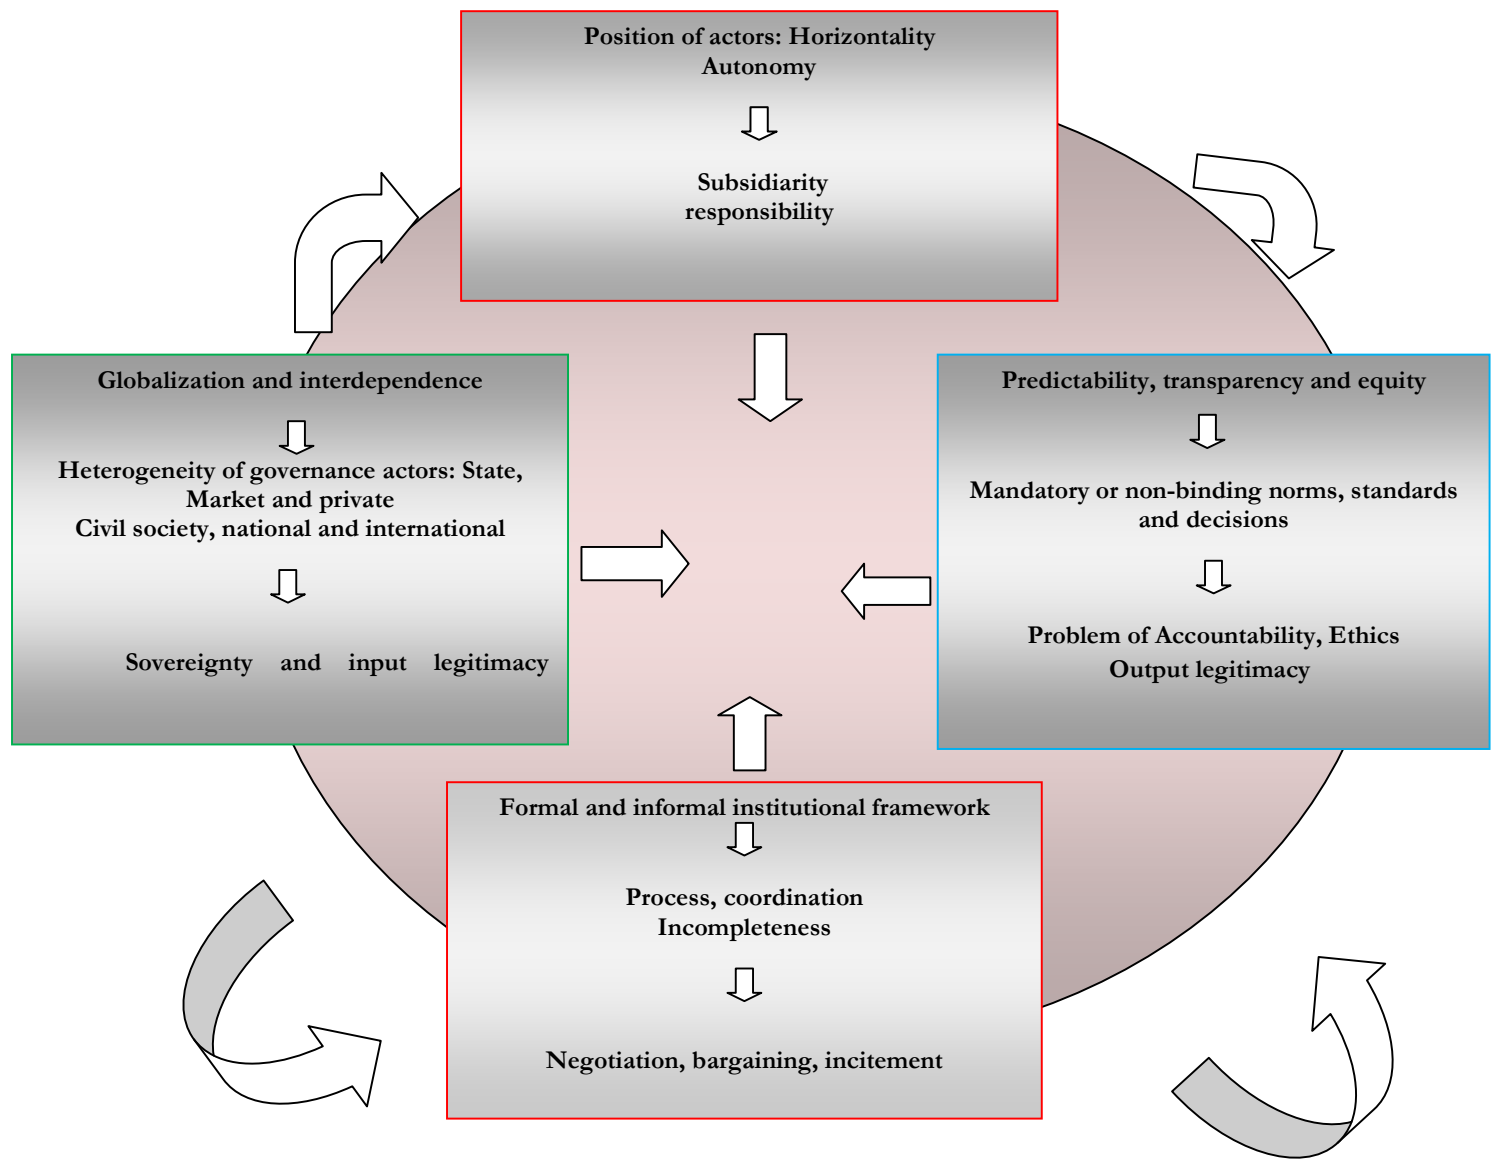 Position of actors: Horizontality
Autonomy
Subsidiarity
responsibility
Globalization and interdependence
Heterogeneity of governance actors: State,
Market and private
Civil society, national and international
Sovereignty and input legitimacy
Predictability, transparency and equity
Mandatory or non-binding norms, standards
and decisions
Problem of Accountability, Ethics
Output legitimacy
Formal and informal institutional framework
Process, coordination
Incompleteness
Negotiation, bargaining, incitement